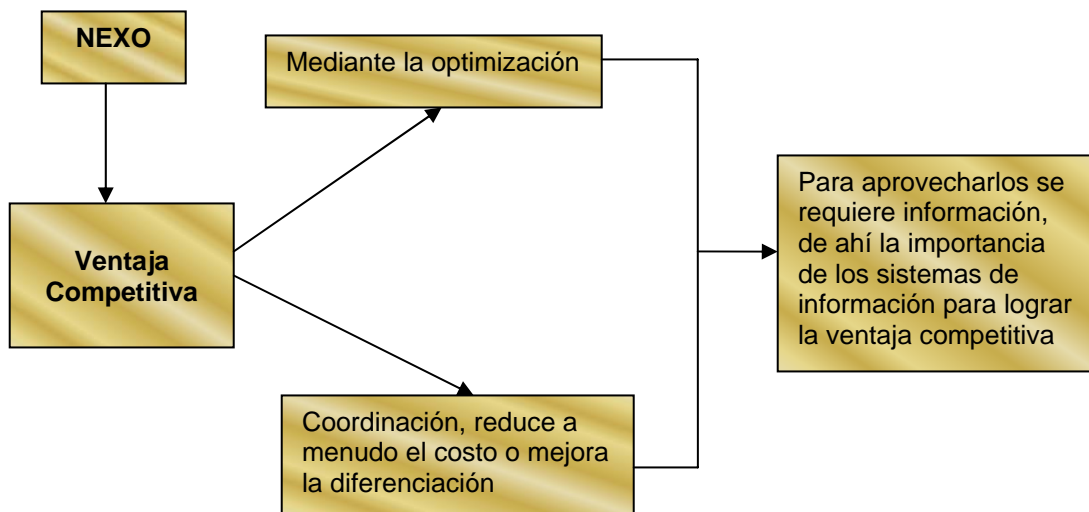 NEXO
Mediante la optimización
Ventaja
Competitiva
Para aprovecharlos se
requiere información,
de ahí la importancia
de los sistemas de
información para lograr
la ventaja competitiva
Coordinación, reduce a
menudo el costo o mejora
la diferenciación